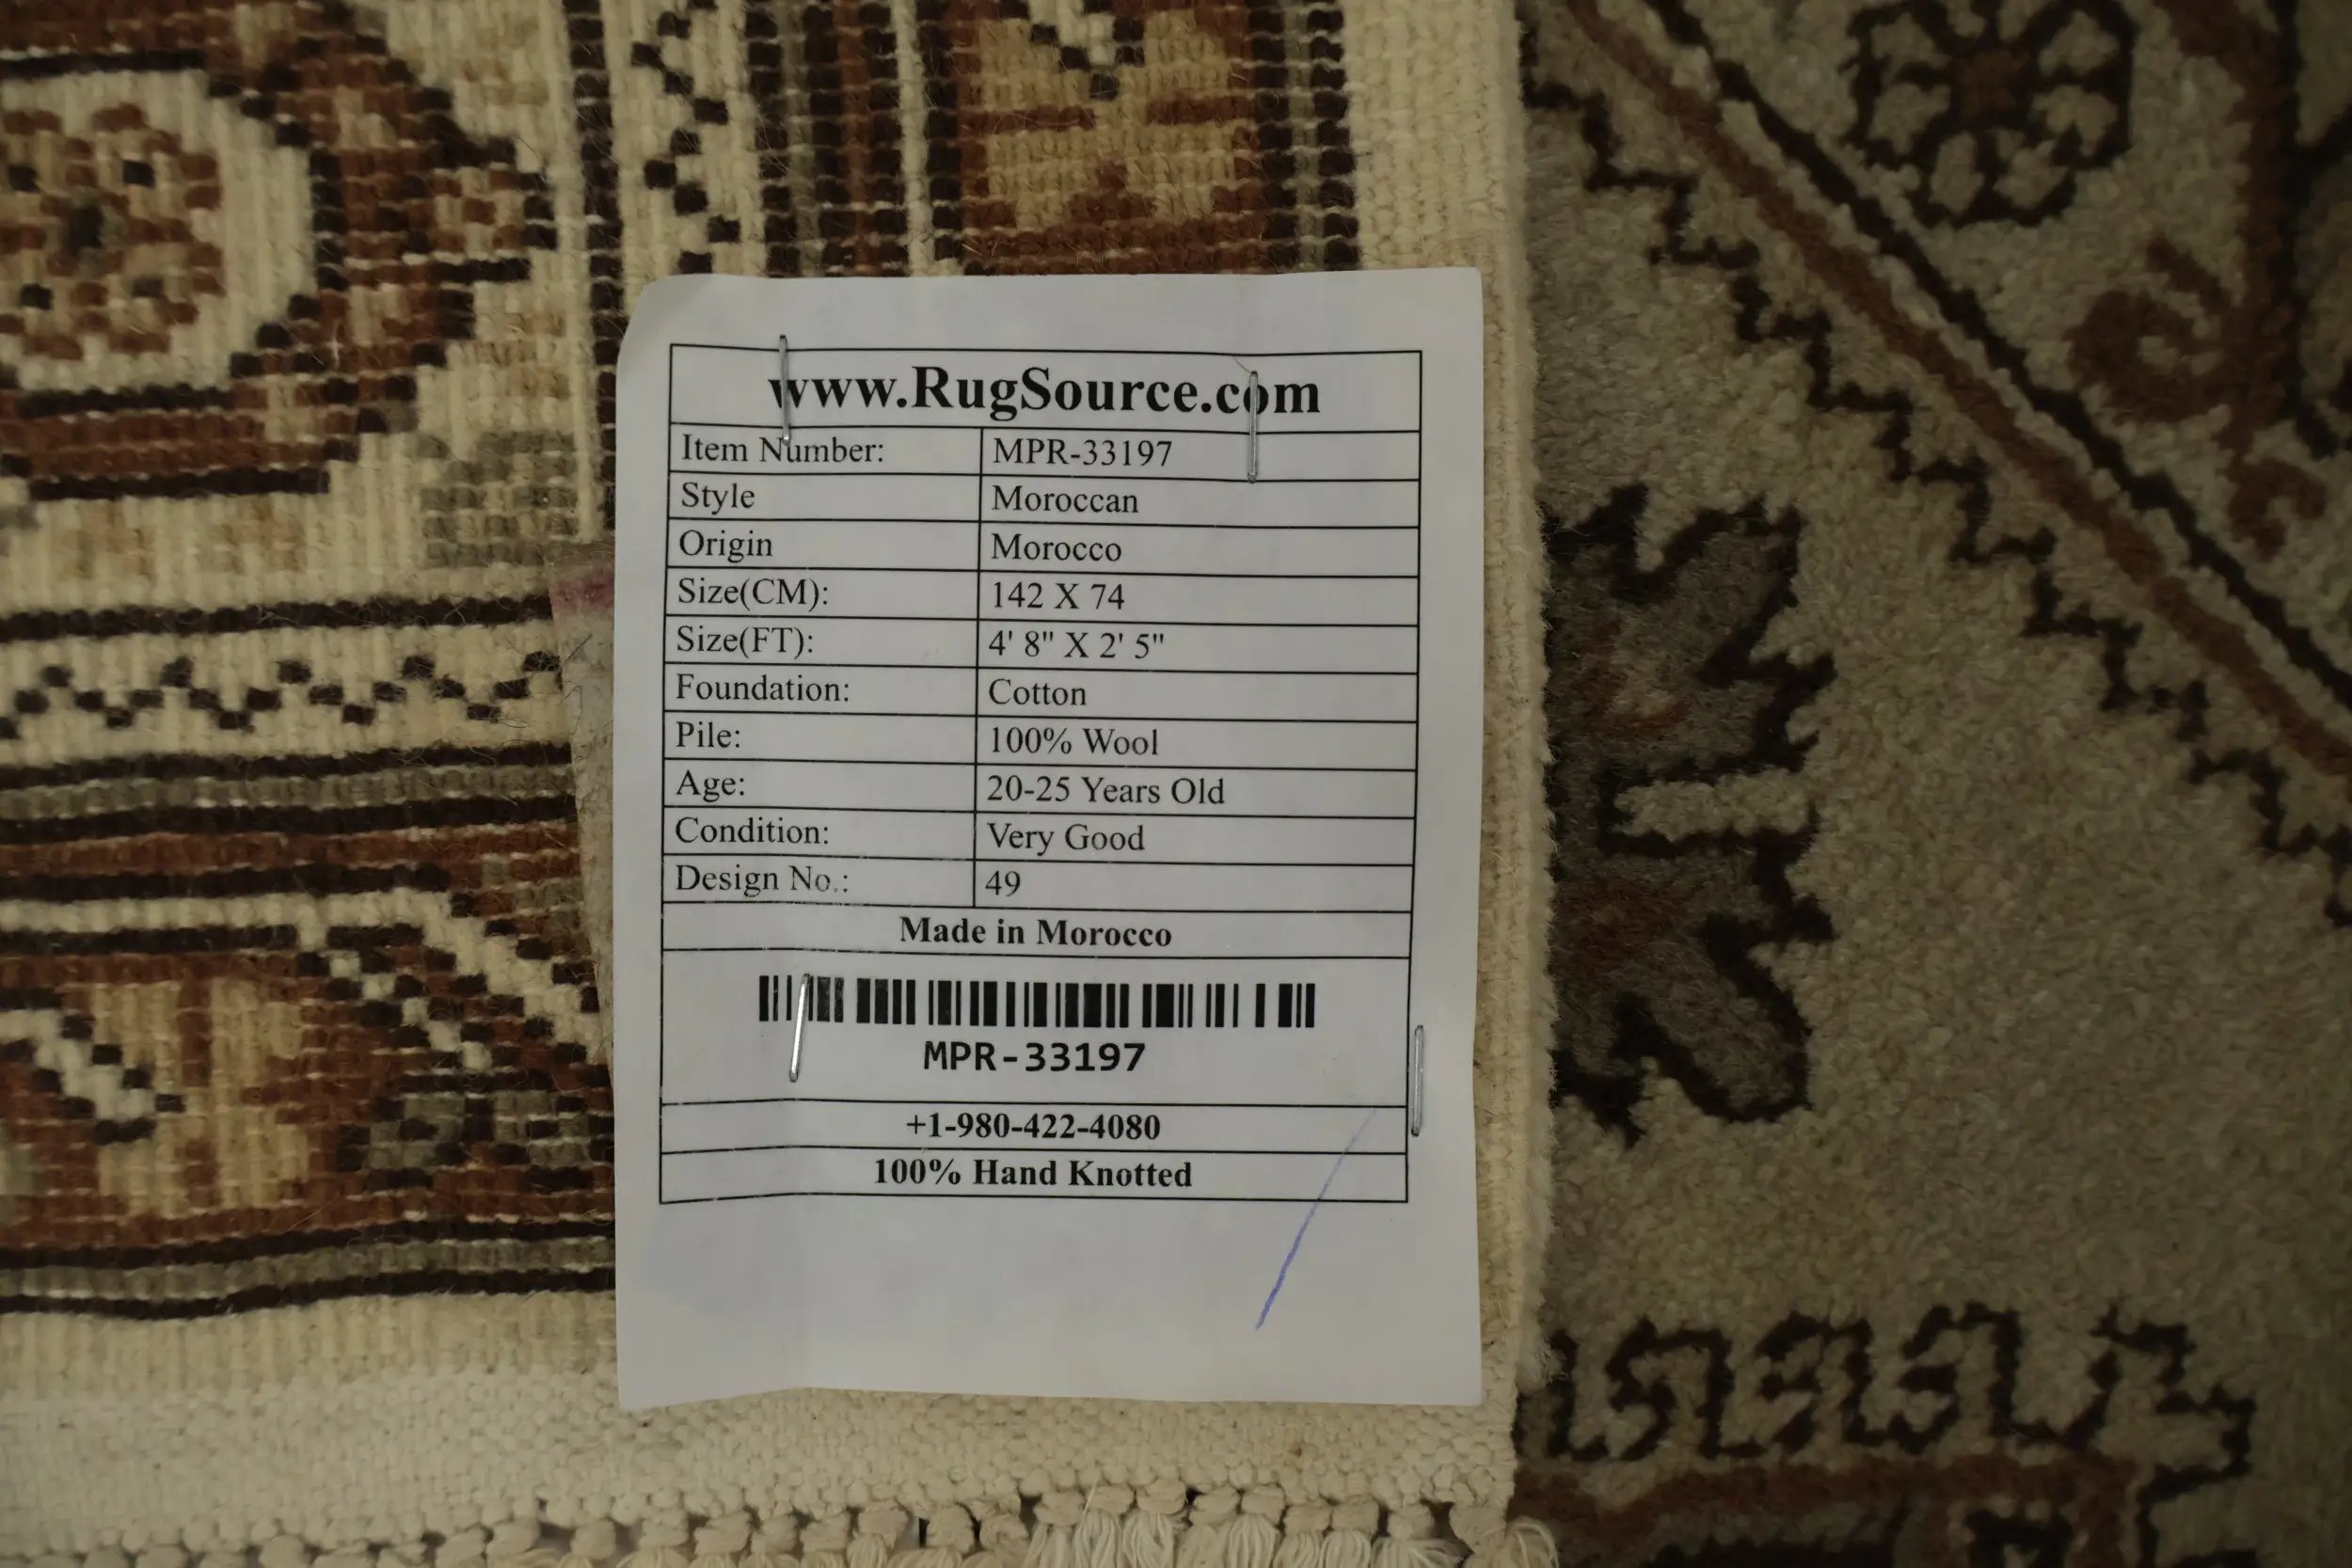 www.RugSource.com
Item Number: MPR-33197
Style Moroccan
Origin Morocco
Size(CM): 142 X 74
Size(FT): 4' 8" X 2' 5"
Foundation: Cotton
Pile: 100% Wool
Age: 20-25 Years Old
Condition: Very Good
Design No.: 49
Made in Morocco
MPR-33197
+1-980-422-4080
100% Hand Knotted